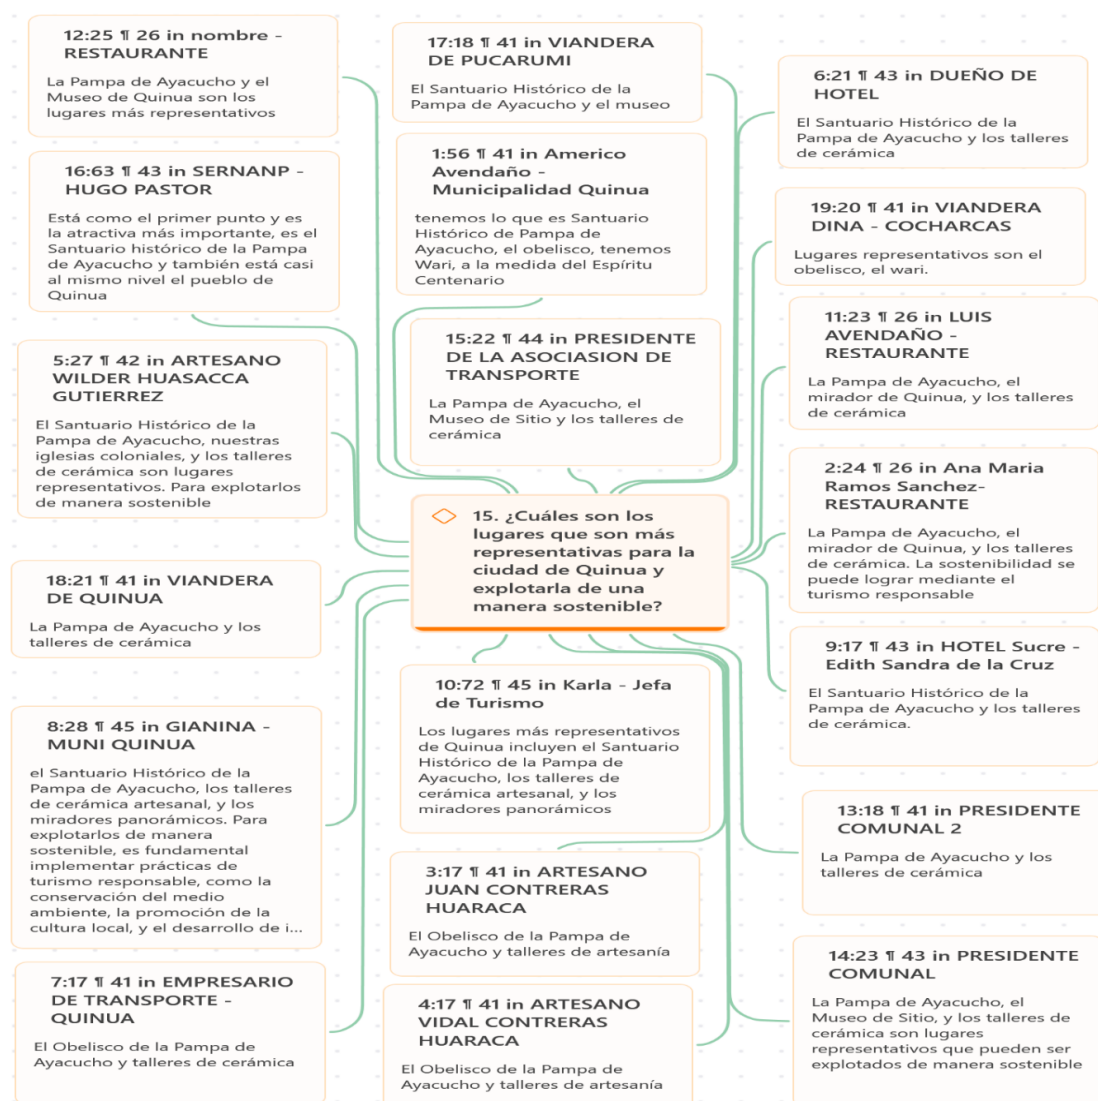 12:25 ¶ 26 in nombre -
RESTAURANTE
La Pampa de Ayacucho y el
Museo de Quinua son los
lugares más representativos
16:63 ¶ 43 in SERNANP -
HUGO PASTOR
Está como el primer punto y es
la atractiva más importante, es el
Santuario histórico de la Pampa
de Ayacucho y también está casi
al mismo nivel el pueblo de
Quinua
5:27 ¶ 42 in ARTESANO
WILDER HUASACCA
GUTIERREZ
El Santuario Histórico de la
Pampa de Ayacucho, nuestras
iglesias coloniales, y los talleres
de cerámica son lugares
representativos. Para explotarlos
de manera sostenible
18:21 ¶ 41 in VIANDERA
DE QUINUA
La Pampa de Ayacucho y los
talleres de cerámica
8:28 ¶ 45 in GIANINA -
MUNI QUINUA
el Santuario Histórico de la
Pampa de Ayacucho, los talleres
de cerámica artesanal, y los
miradores panorámicos. Para
explotarlos de manera
sostenible, es fundamental
implementar prácticas de
turismo responsable, como la
conservación del medio
ambiente, la promoción de la
cultura local, y el desarrollo de i...
7:17 ¶ 41 in EMPRESARIO
DE TRANSPORTE -
QUINUA
El Obelisco de la Pampa de
Ayacucho y talleres de cerámica
17:18 ¶ 41 in VIANDERA
DE PUCARUMI
El Santuario Histórico de la
Pampa de Ayacucho y el museo
1:56 ¶ 41 in Americo
Avendaño -
Municipalidad Quinua
tenemos lo que es Santuario
Histórico de Pampa de
Ayacucho, el obelisco, tenemos
Wari, a la medida del Espíritu
Centenario
15:22 ¶ 44 in PRESIDENTE
DE LA ASOCIASION DE
TRANSPORTE
La Pampa de Ayacucho, el
Museo de Sitio y los talleres de
cerámica
15. ¿Cuáles son los
lugares que son más
representativas para la
ciudad de Quinua y
explotarla de una
manera sostenible?
10:72 ¶ 45 in Karla - Jefa
de Turismo
Los lugares más representativos
de Quinua incluyen el Santuario
Histórico de la Pampa de
Ayacucho, los talleres de
cerámica artesanal, y los
miradores panorámicos
3:17 ¶ 41 in ARTESANO
JUAN CONTRERAS
HUARACA
El Obelisco de la Pampa de
Ayacucho y talleres de artesanía
4:17 ¶ 41 in ARTESANO
VIDAL CONTRERAS
HUARACA
El Obelisco de la Pampa de
Ayacucho y talleres de artesanía
6:21 ¶ 43 in DUEÑO DE
HOTEL
El Santuario Histórico de la
Pampa de Ayacucho y los talleres
de cerámica
19:20 ¶ 41 in VIANDERA
DINA - COCHARCAS
Lugares representativos son el
obelisco, el wari.
11:23 ¶ 26 in LUIS
AVENDAÑO -
RESTAURANTE
La Pampa de Ayacucho, el
mirador de Quinua, y los talleres
de cerámica
2:24 ¶ 26 in Ana Maria
Ramos Sanchez-
RESTAURANTE
La Pampa de Ayacucho, el
mirador de Quinua, y los talleres
de cerámica. La sostenibilidad se
puede lograr mediante el
turismo responsable
9:17 ¶ 43 in HOTEL Sucre -
Edith Sandra de la Cruz
El Santuario Histórico de la
Pampa de Ayacucho y los talleres
de cerámica.
13:18 ¶ 41 in PRESIDENTE
COMUNAL 2
La Pampa de Ayacucho y los
talleres de cerámica
14:23 ¶ 43 in PRESIDENTE
COMUNAL
La Pampa de Ayacucho, el
Museo de Sitio, y los talleres de
cerámica son lugares
representativos que pueden ser
explotados de manera sostenible